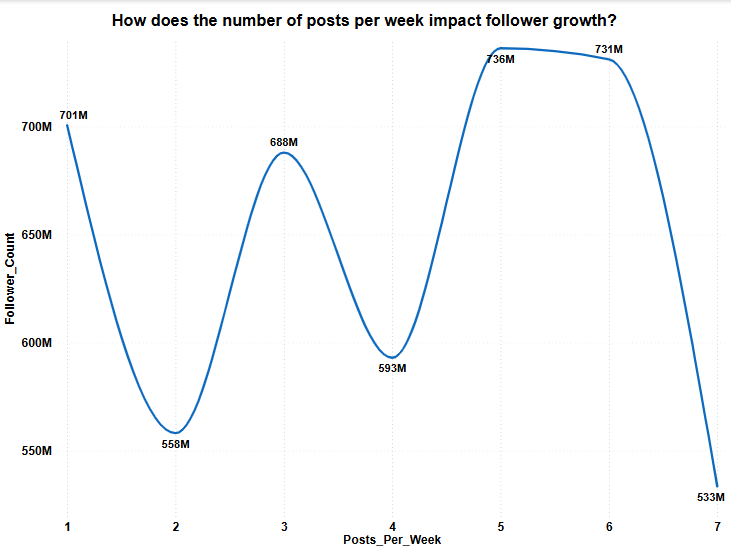 How does the number of posts per week impact follower growth?
701M
558M
688M
593M
736M
731M
533M
700M
650M
600M
550M
Follower_Count
1 2 3 4 5 6 7
Posts_Per_Week